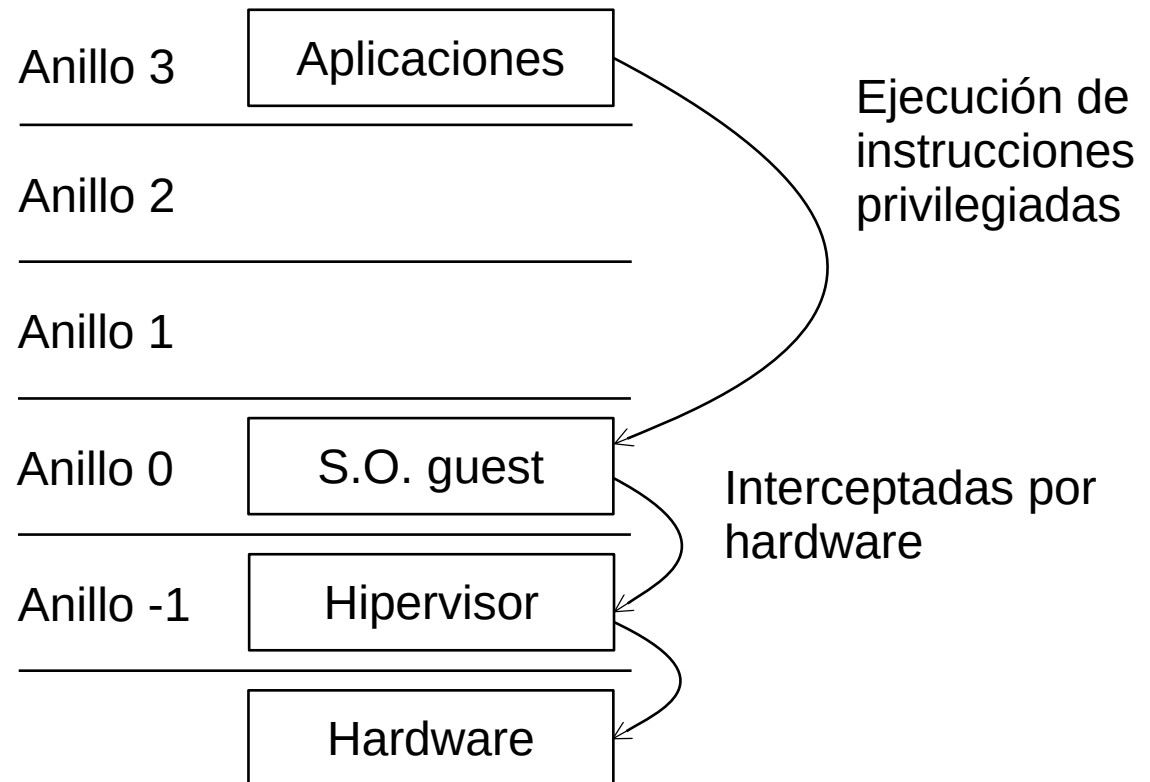 Anillo 3
Aplicaciones
Ejecución de
instrucciones
privilegiadas
Anillo 2
Anillo 1
Anillo 0
S.O. guest
Interceptadas por
hardware
Anillo -1
Hipervisor
Hardware